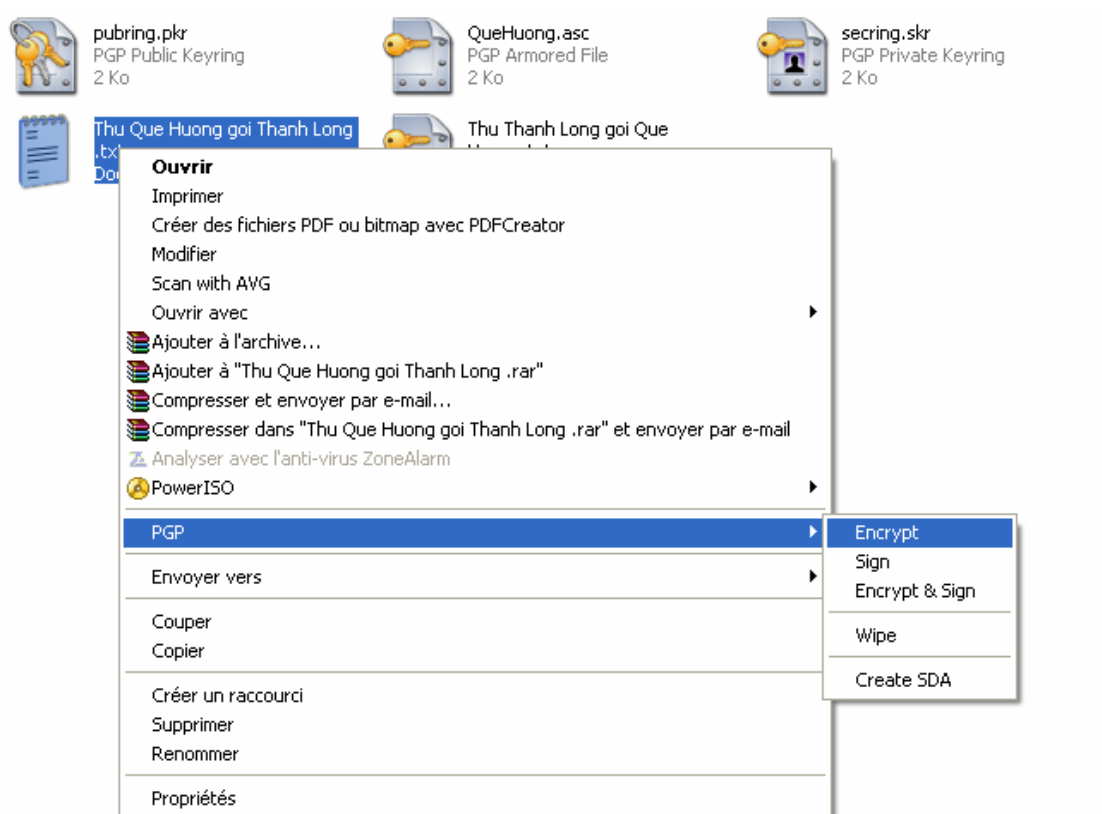 pubring.pkr
PGP Public Keyring
2 Ko
QueHuong.asc
PGP Armored File
2 Ko
secring.skr
PGP Private Keyring
2 Ko
Thu Que Huong goi Thanh Long
Thu Thanh Long goi Que
Ouvrir
Imprimer
Créer des fichiers PDF ou bitmap avec PDFCreator
Modifier
Scan with AVG
Ouvrir avec
Ajouter à l'archive...
Ajouter à "Thu Que Huong goi Thanh Long .rar"
Compresser et envoyer par e-mail...
Compresser dans "Thu Que Huong goi Thanh Long .rar" et envoyer par e-mail
Analyser avec l'anti-virus ZoneAlarm
PowerISO
PGP
Encrypt
Sign
Encrypt & Sign
Wipe
Create SDA
Envoyer vers
Couper
Copier
Créer un raccourci
Supprimer
Renommer
Propriétés